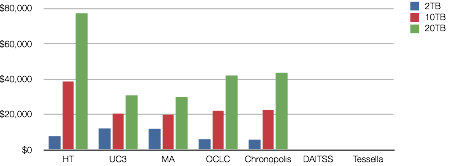 $80,000
$60,000
$40,000
$20,000
$0
HT UC3 MA OCLC Chronopolis DAITSS Tessella
2TB
10TB
20TB